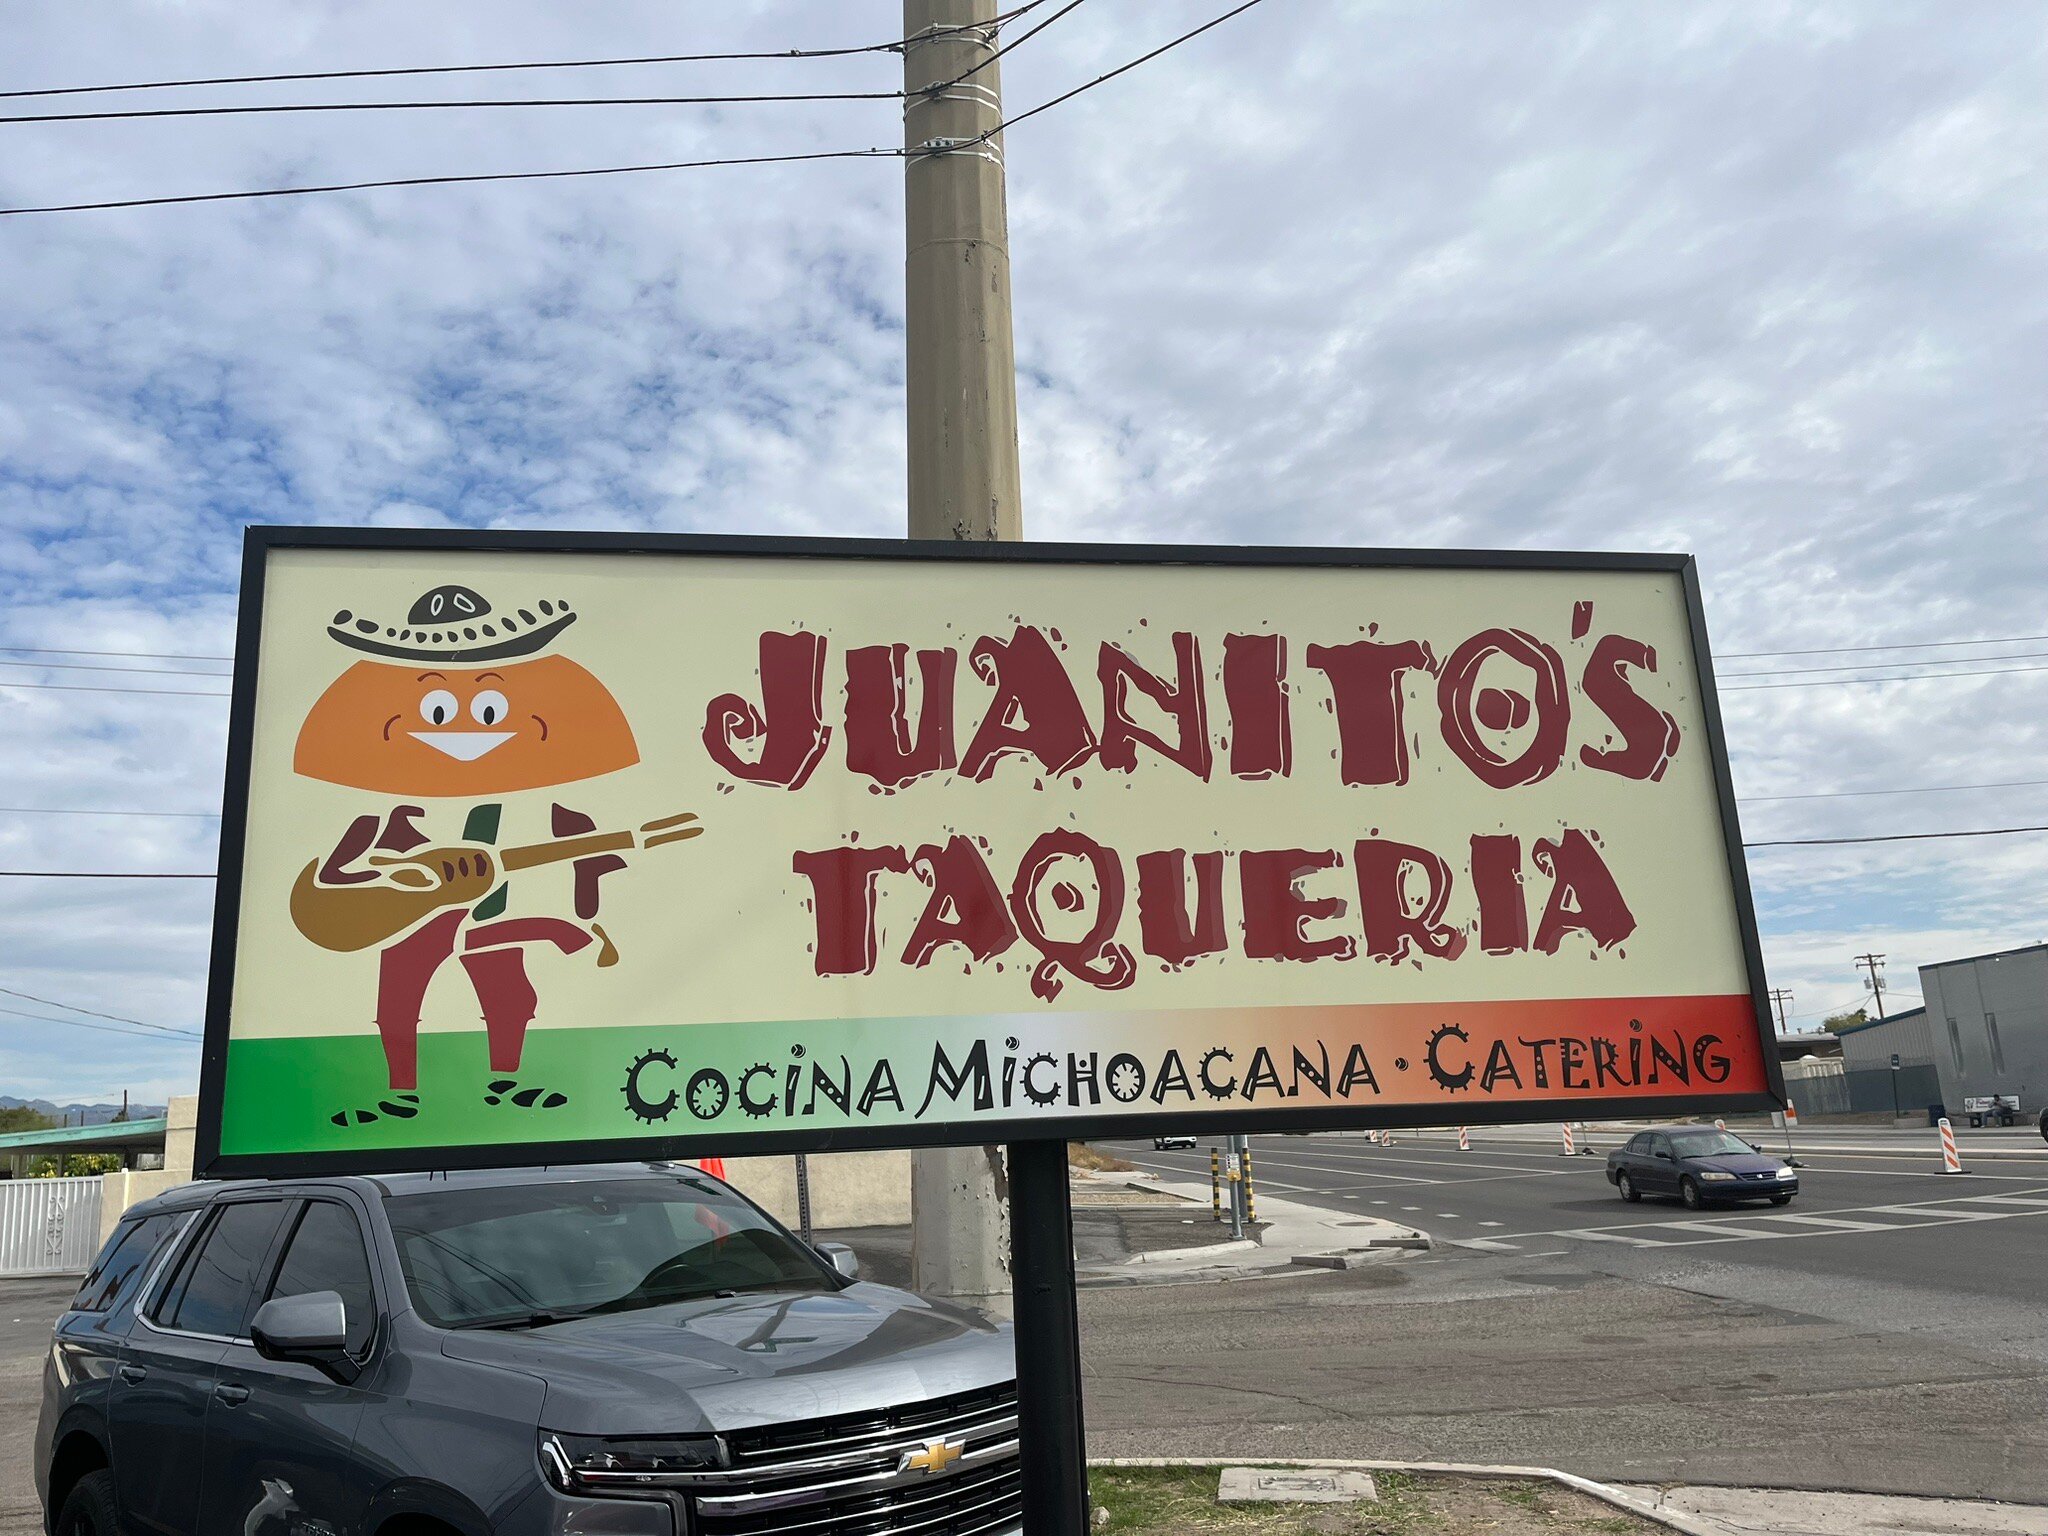 JUANITO'S
TAQUERIA
COCINA MICHOACANA · CATERING